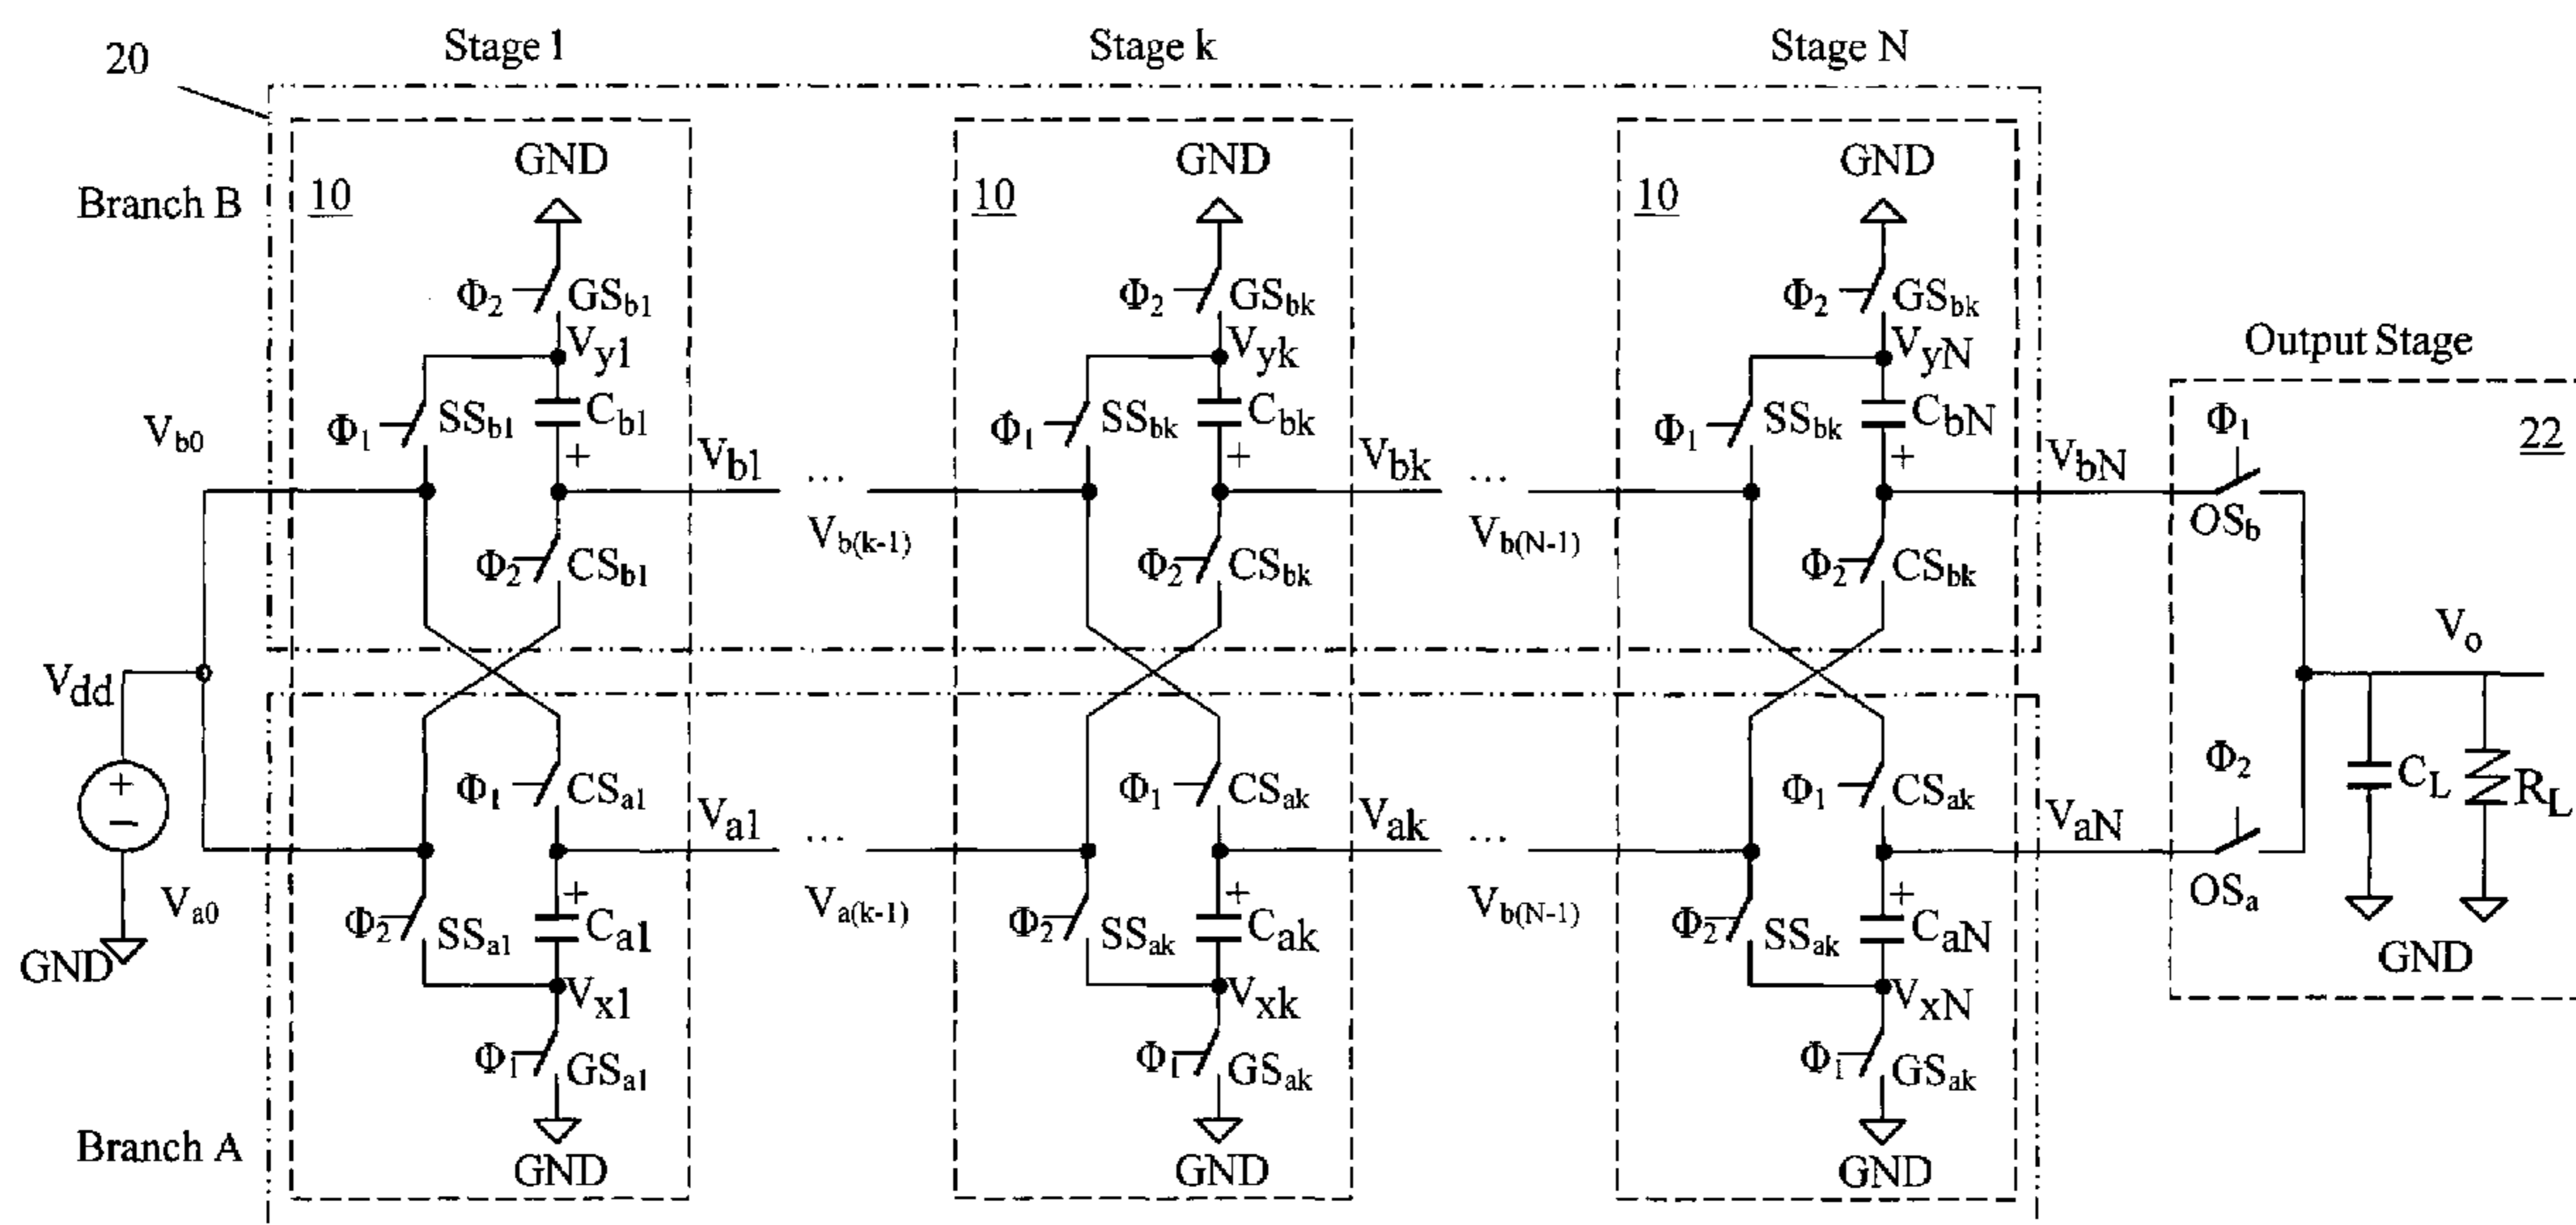 20
Stage 1
Stage k
Stage N
GND
GND
GND
Branch B
10
10
10
Φ2
GSb1
Φ2
GSbk
Φ2
GSbk
Vy1
Vyk
VyN
Output Stage
Vb0
Φ1
SSb1
Cb1
+
Vb1
...
Vb(k-1)
Φ1
SSbk
Cbk
+
Vbk
...
Vb(N-1)
Φ1
SSbk
CbN
+
VbN
Φ1
22
OSb
Φ2
CSb1
Φ2
CSbk
Φ2
CSbk
Vdd
Vo
+
−
GND
Va0
Φ1
CSa1
Va1
...
Va(k-1)
Φ1
CSak
Vak
...
Vb(N-1)
Φ1
CSak
VaN
Φ2
OSa
CL
RL
GND
Φ2
SSa1
+
Ca1
Φ2
SSak
+
Cak
Φ2
SSak
+
CaN
Vx1
Vxk
VxN
Φ1
GSa1
Φ1
GSak
Φ1
GSak
Branch A
GND
GND
GND